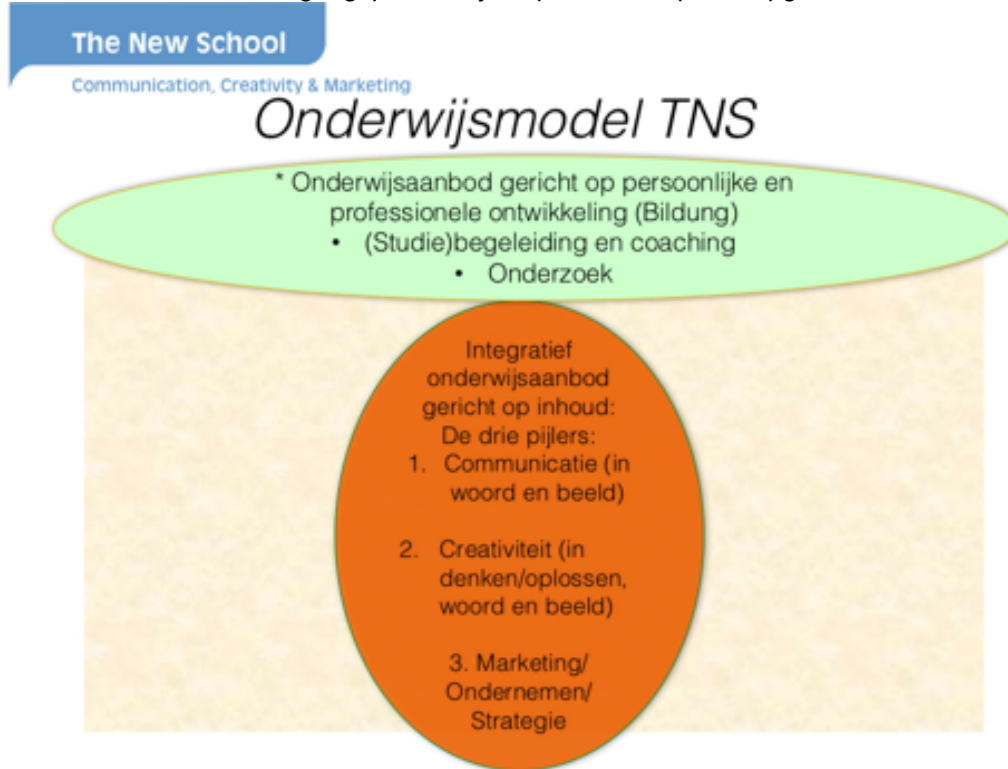 The New School
Communication, Creativity & Marketing
Onderwijsmodel TNS
* Onderwijsaanbod gericht op persoonlijke en
professionele ontwikkeling (Bildung)
• (Studie)begeleiding en coaching
• Onderzoek
Integratief
onderwijsaanbod
gericht op inhoud:
De drie pijlers:
1. Communicatie (in
woord en beeld)
2. Creativiteit (in
denken/oplossen,
woord en beeld)
3. Marketing/
Ondernemen/
Strategie